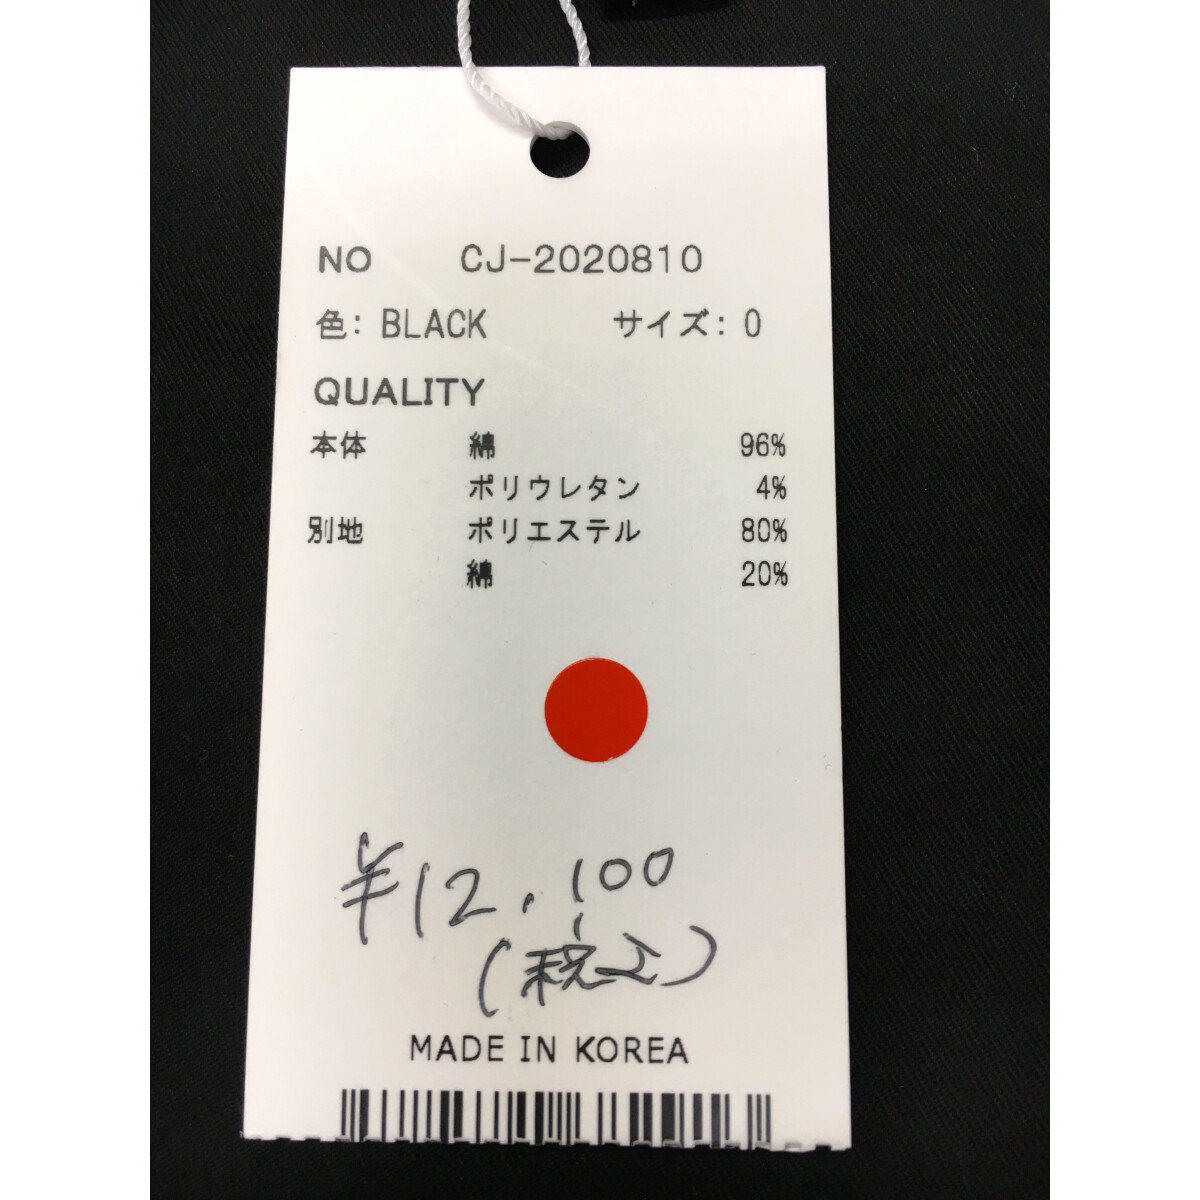 NO CJ-2020810
色: BLACK サイズ: 0
QUALITY
本体 綿 96%
ポリウレタン 4%
別地 ポリエステル 80%
綿 20%
¥12,100
(税込)
MADE IN KOREA